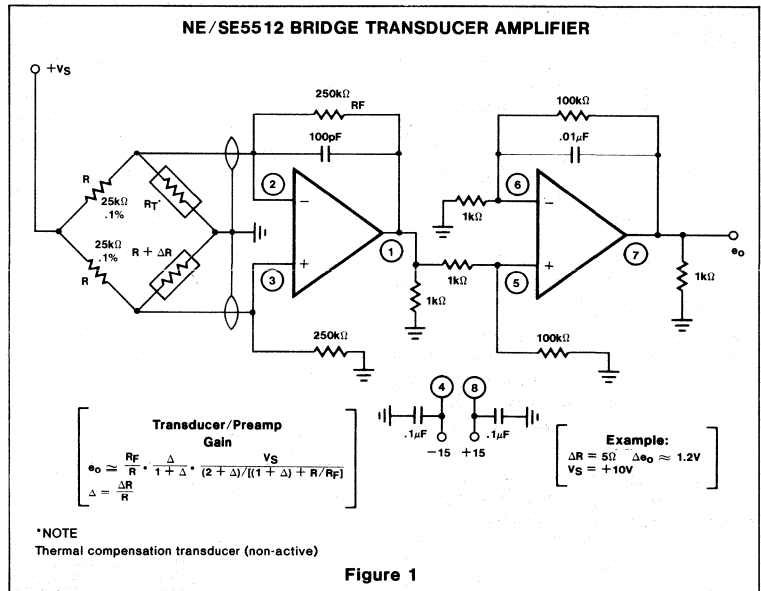 NE/SE5512 BRIDGE TRANSDUCER AMPLIFIER
+VS
250kΩ
RF
100pF
100kΩ
.01µF
R
25kΩ
.1%
RT*
25kΩ
.1%
R
R + ΔR
2
−
+
3
1
1kΩ
250kΩ
1kΩ
1kΩ
6
−
+
5
7
100kΩ
1kΩ
eo
4
8
.1µF
.1µF
−15
+15
Transducer/Preamp
Gain
eo ≃ RF/R · Δ/1 + Δ · VS/(2 + Δ)/[(1 + Δ) + R/RF]
Δ = ΔR/R
Example:
ΔR = 5Ω Δeo ≈ 1.2V
VS = +10V
*NOTE
Thermal compensation transducer (non-active)
Figure 1